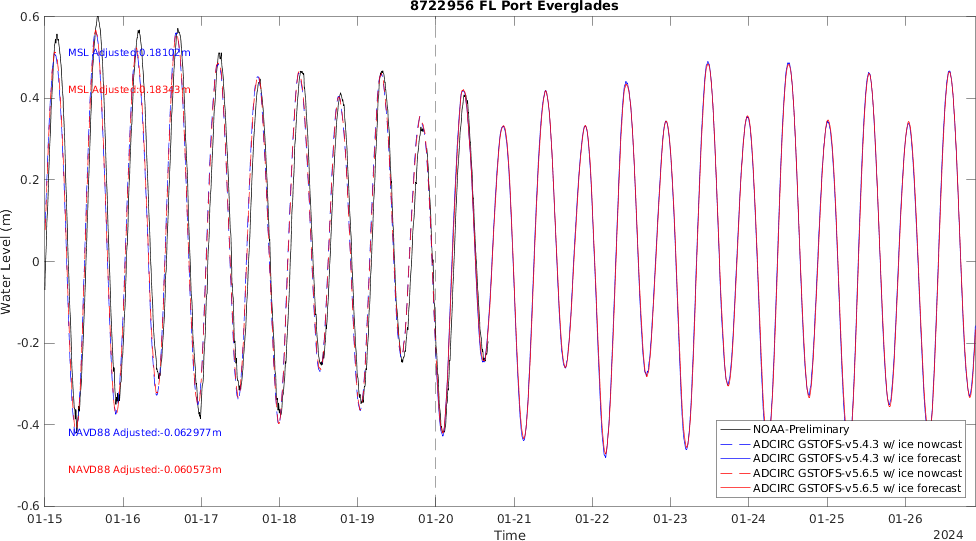 8722956 FL Port Everglades
0.6
0.4
0.2
0
-0.2
-0.4
-0.6
Water Level (m)
MSL Adjusted:0.18102m
MSL Adjusted:0.18343m
NAVD88 Adjusted:-0.062977m
NAVD88 Adjusted:-0.060573m
NOAA-Preliminary
ADCIRC GSTOFS-v5.4.3 w/ ice nowcast
ADCIRC GSTOFS-v5.4.3 w/ ice forecast
ADCIRC GSTOFS-v5.6.5 w/ ice nowcast
ADCIRC GSTOFS-v5.6.5 w/ ice forecast
01-15 01-16 01-17 01-18 01-19 01-20 01-21 01-22 01-23 01-24 01-25 01-26
Time
2024